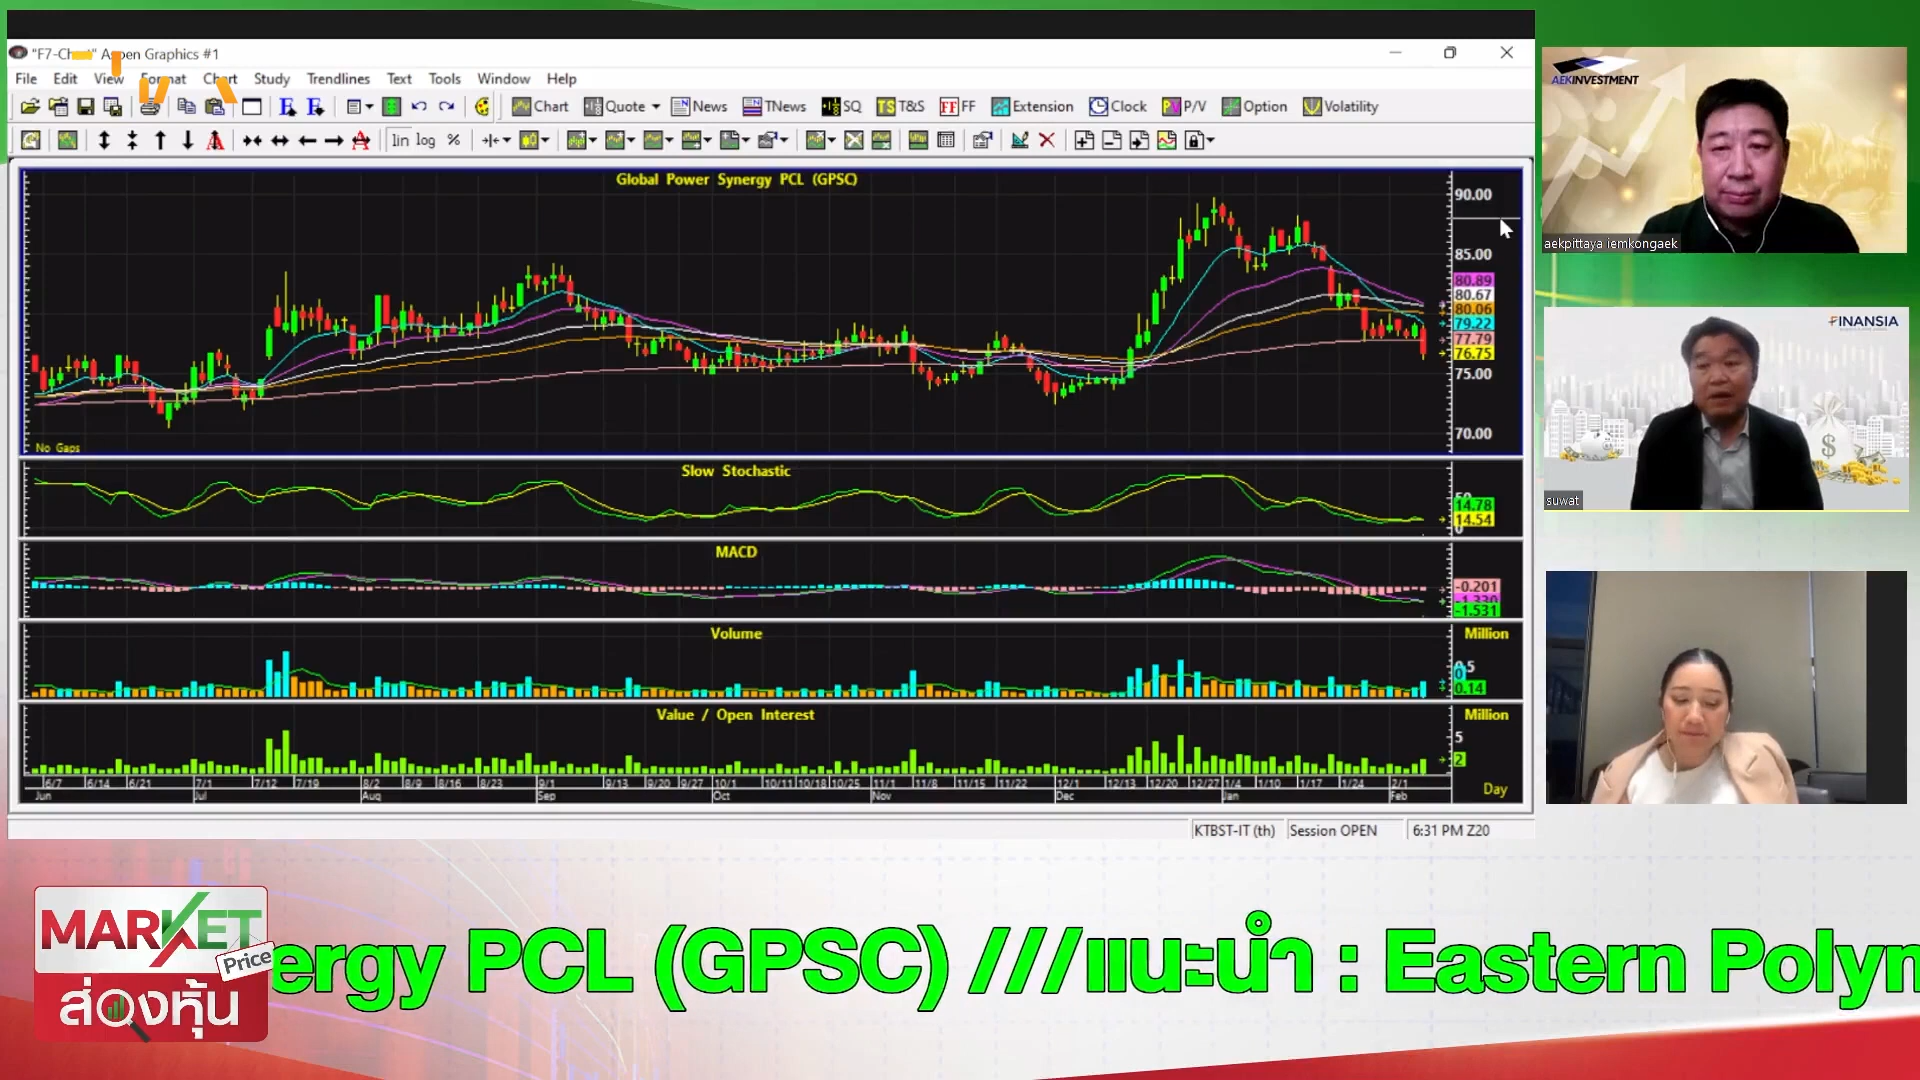 "F7-Chart" Aspen Graphics #1
File Edit View Format Chart Study Trendlines Text Tools Window Help
Chart Quote News TNews SQ TS T&S FF FF Extension Clock P/V Option Volatility
lin log %
Global Power Synergy PCL (GPSC)
90.00
85.00
80.89
80.67
80.06
79.22
77.79
76.75
75.00
70.00
No Gaps
Slow Stochastic
50
14.78
14.54
0
MACD
-0.201
-1.330
-1.531
Volume
Million
0.14
Value / Open Interest
Million
5
2
6/7 6/14 6/21 7/1 7/12 7/19 8/2 8/9 8/16 8/23 9/1 9/13 9/20 9/27 10/1 10/11 10/18 10/25 11/1 11/8 11/15 11/22 12/1 12/13 12/20 12/27 1/4 1/10 1/17 1/24 2/1
Jun Jul Aug Sep Oct Nov Dec Jan Feb
Day
KTBST-IT (th) Session OPEN 6:31 PM Z20
AEKINVESTMENT
aekpittaya iemkongaek
FINANSIA
suwat
MARKET
Price
ส่องหุ้น
ergy PCL (GPSC) ///แนะนำ : Eastern Polyn